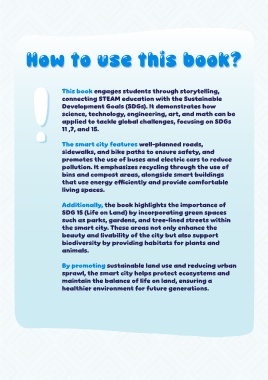 How to use this book?
!
This book engages students through storytelling,
connecting STEAM education with the Sustainable
Development Goals (SDGs). It demonstrates how
science, technology, engineering, art, and math can be
applied to tackle global challenges, focusing on SDGs
11 ,7, and 15.
The smart city features well-planned roads,
sidewalks, and bike paths to ensure safety, and
promotes the use of buses and electric cars to reduce
pollution. It emphasizes recycling through the use of
bins and compost areas, alongside smart buildings
that use energy efficiently and provide comfortable
living spaces.
Additionally, the book highlights the importance of
SDG 15 (Life on Land) by incorporating green spaces
such as parks, gardens, and tree-lined streets within
the smart city. These areas not only enhance the
beauty and livability of the city but also support
biodiversity by providing habitats for plants and
animals.
By promoting sustainable land use and reducing urban
sprawl, the smart city helps protect ecosystems and
maintain the balance of life on land, ensuring a
healthier environment for future generations.